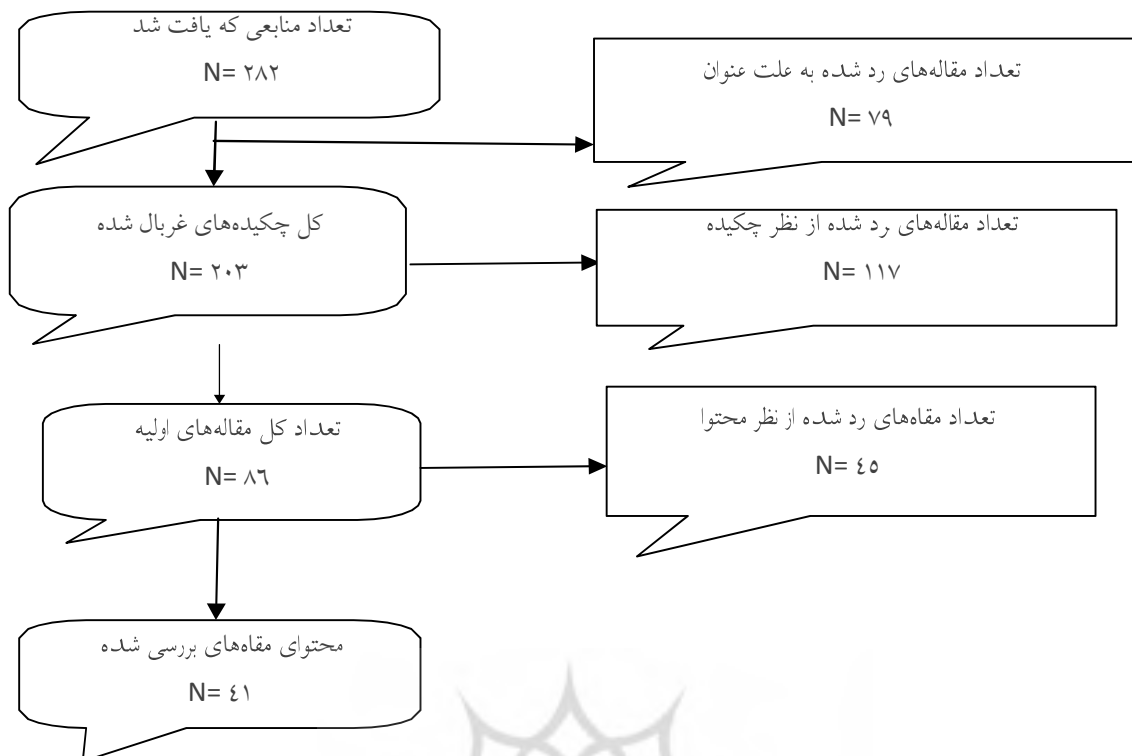 تعداد منابعی که یافت شد
N= ۲۸۲
تعداد مقاله‌های رد شده به علت عنوان
N= ۷۹
کل چکیده‌های غربال شده
N= ۲۰۳
تعداد مقاله‌های رد شده از نظر چکیده
N= ۱۱۷
تعداد کل مقاله‌های اولیه
N= ۸٦
تعداد مقاه‌های رد شده از نظر محتوا
N= ٤٥
محتوای مقاه‌های بررسی شده
N= ٤۱